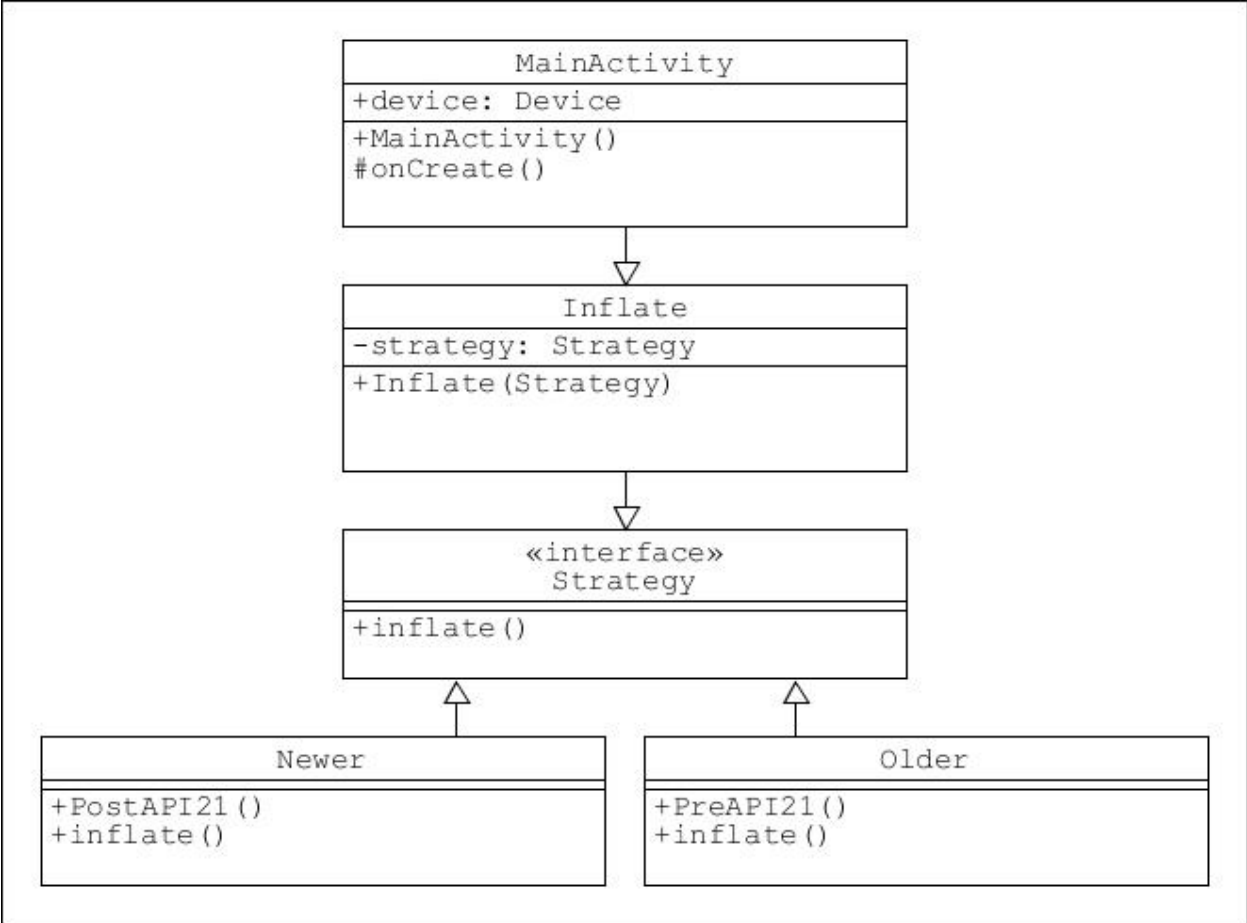 MainActivity
+device: Device
+MainActivity()
#onCreate()
Inflate
-strategy: Strategy
+Inflate(Strategy)
«interface»
Strategy
+inflate()
Newer
+PostAPI21()
+inflate()
Older
+PreAPI21()
+inflate()